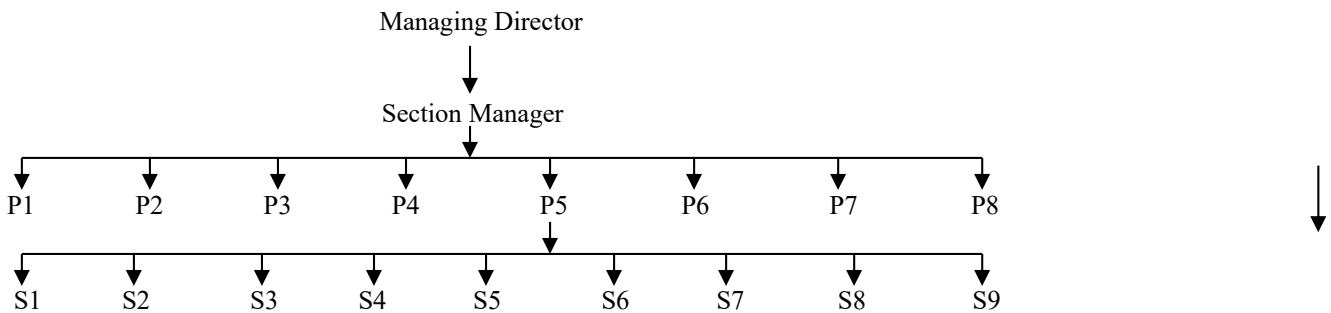 Managing Director
Section Manager
P1 P2 P3 P4 P5 P6 P7 P8
S1 S2 S3 S4 S5 S6 S7 S8 S9